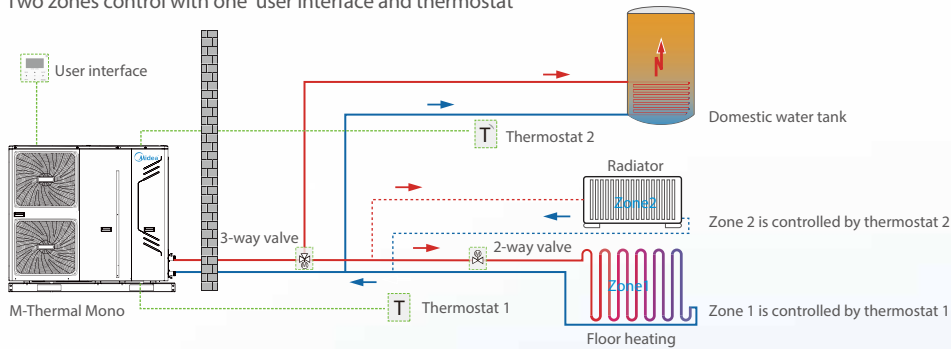 Two zones control with one user interface and thermostat
User interface
Midea
T
Thermostat 2
Domestic water tank
Radiator
Zone2
Zone 2 is controlled by thermostat 2
3-way valve
2-way valve
Zone1
M-Thermal Mono
T
Thermostat 1
Zone 1 is controlled by thermostat 1
Floor heating